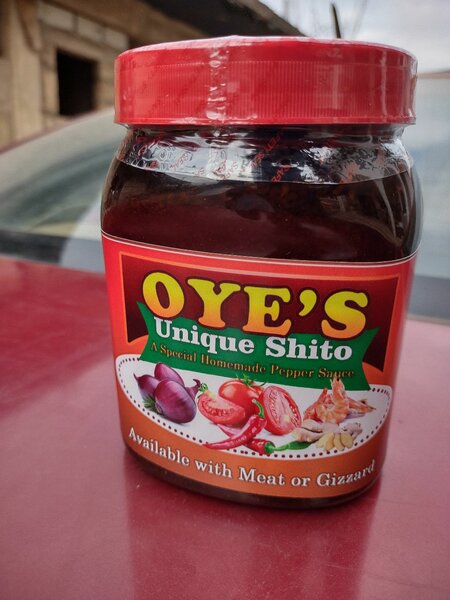 OYE'S
Unique Shito
A Special Homemade Pepper Sauce
Available with Meat or Gizzard